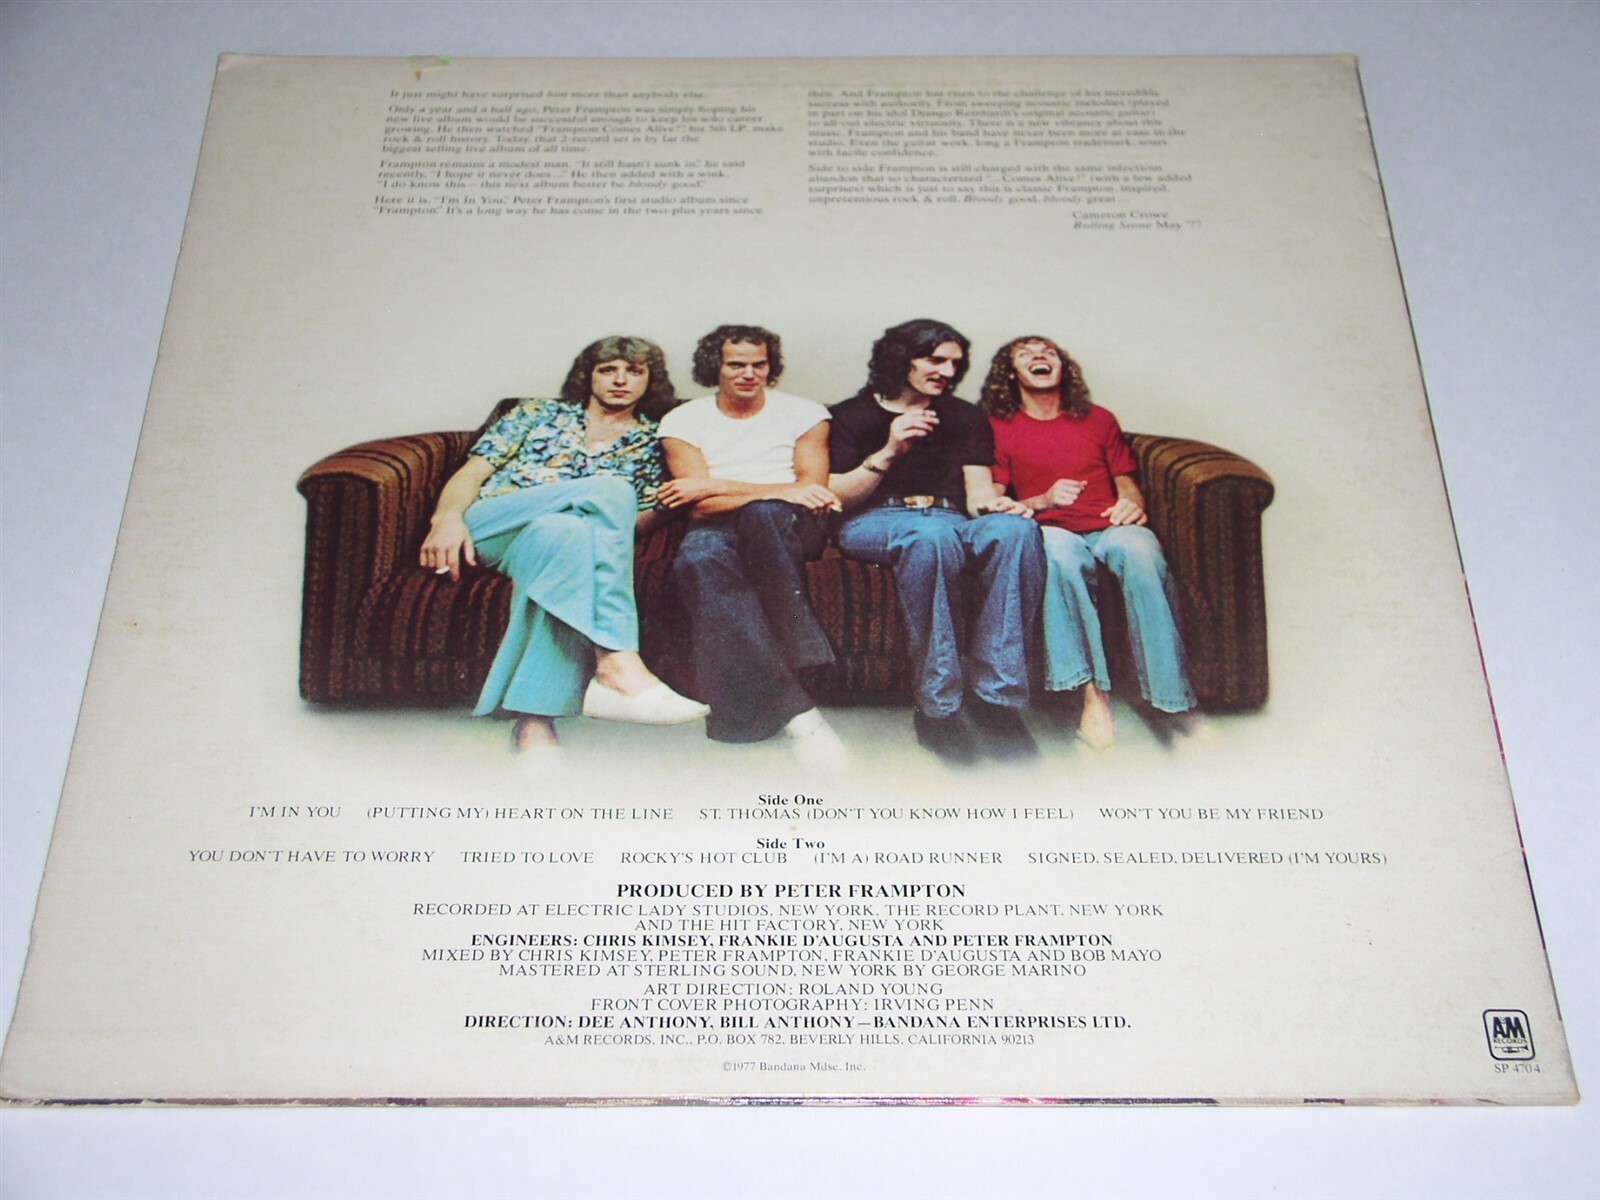 It just might have surprised him more than anybody else.
Only a year and a half ago, Peter Frampton was simply hoping his
new live album would be successful enough to keep his solo career
growing. He then watched "Frampton Comes Alive!", his 5th LP, make
rock & roll history. Today, that 2-record set is by far the
biggest selling live album of all time.
Frampton remains a modest man. "It still hasn't sunk in," he said
recently, "I hope it never does..." He then added with a wink,
"I do know this — this next album better be bloody good."
Here it is, "I'm In You," Peter Frampton's first studio album since
"Frampton." It's a long way he has come in the two-plus years since
then. And Frampton has risen to the challenge of his incredible
success with authority. From sweeping acoustic melodies (played
in part on his idol Django Reinhardt's original acoustic guitar)
to all-out electric virtuosity. There is a new vibrancy about this
music. Frampton and his band have never been more at ease in the
studio. Even the guitar work, long a Frampton trademark, soars
with facile confidence.
Side to side Frampton is still charged with the same infectious
abandon that so characterized "...Comes Alive!" (with a few added
surprises) which is just to say this is classic Frampton, inspired,
unpretentious rock & roll. Bloody good, bloody great...
Cameron Crowe
Rolling Stone May '77
Side One
I'M IN YOU (PUTTING MY) HEART ON THE LINE ST. THOMAS (DON'T YOU KNOW HOW I FEEL) WON'T YOU BE MY FRIEND
Side Two
YOU DON'T HAVE TO WORRY TRIED TO LOVE ROCKY'S HOT CLUB (I'M A) ROAD RUNNER SIGNED, SEALED, DELIVERED (I'M YOURS)
PRODUCED BY PETER FRAMPTON
RECORDED AT ELECTRIC LADY STUDIOS, NEW YORK, THE RECORD PLANT, NEW YORK
AND THE HIT FACTORY, NEW YORK
ENGINEERS: CHRIS KIMSEY, FRANKIE D'AUGUSTA AND PETER FRAMPTON
MIXED BY CHRIS KIMSEY, PETER FRAMPTON, FRANKIE D'AUGUSTA AND BOB MAYO
MASTERED AT STERLING SOUND, NEW YORK BY GEORGE MARINO
ART DIRECTION: ROLAND YOUNG
FRONT COVER PHOTOGRAPHY: IRVING PENN
DIRECTION: DEE ANTHONY, BILL ANTHONY — BANDANA ENTERPRISES LTD.
A&M RECORDS, INC., P.O. BOX 782, BEVERLY HILLS, CALIFORNIA 90213
©1977 Bandana Mdse. Inc.
A&M
RECORDS
SP 4704